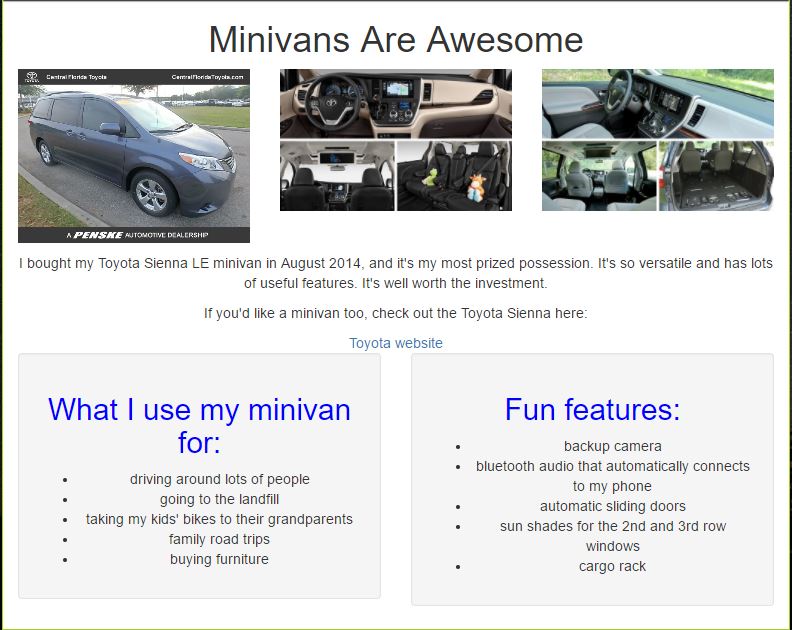 Minivans Are Awesome
Central Florida Toyota
CentralFloridaToyota.com
A PENSKE AUTOMOTIVE DEALERSHIP
I bought my Toyota Sienna LE minivan in August 2014, and it's my most prized possession. It's so versatile and has lots
of useful features. It's well worth the investment.
If you'd like a minivan too, check out the Toyota Sienna here:
Toyota website
What I use my minivan
for:
• driving around lots of people
• going to the landfill
• taking my kids' bikes to their grandparents
• family road trips
• buying furniture
Fun features:
• backup camera
• bluetooth audio that automatically connects
to my phone
• automatic sliding doors
• sun shades for the 2nd and 3rd row
windows
• cargo rack